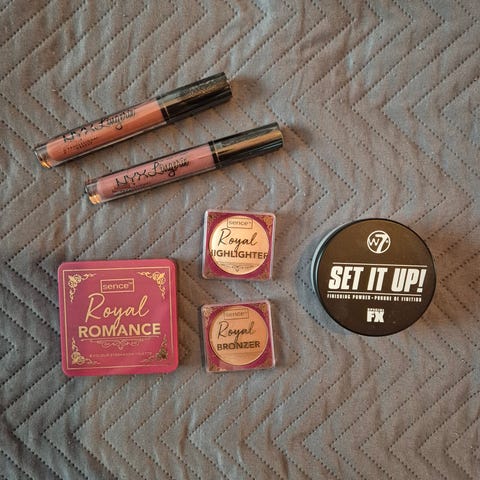 NYX Lingerie
NYX Lingerie
sence
Royal
HIGHLIGHTER
sence
Royal
ROMANCE
sence
Royal
BRONZER
W7
SET IT UP!
FINISHING POWDER • POUDRE DE FINITION
FX